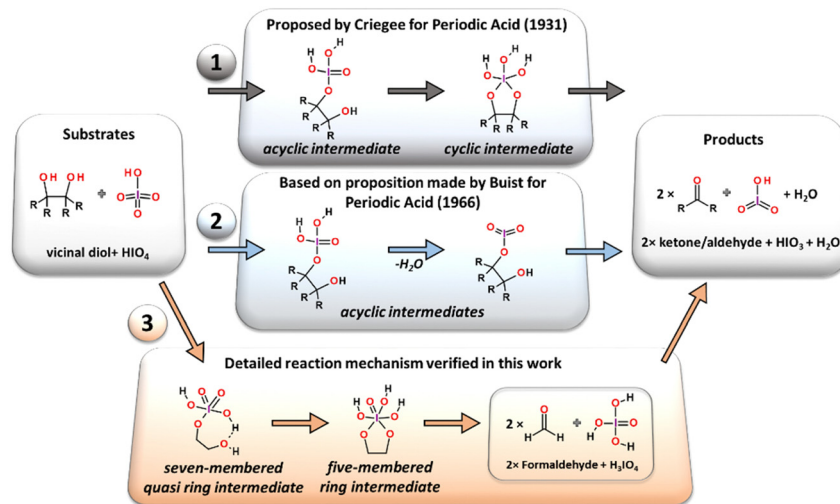 Proposed by Criegee for Periodic Acid (1931)
1
acyclic intermediate
cyclic intermediate
Substrates
+
vicinal diol+ HIO₄
Based on proposition made by Buist for
Periodic Acid (1966)
2
-H₂O
acyclic intermediates
Products
2 × + + H₂O
2× ketone/aldehyde + HIO₃ + H₂O
3
Detailed reaction mechanism verified in this work
seven-membered
quasi ring intermediate
five-membered
ring intermediate
2 × +
2× Formaldehyde + H₃IO₄